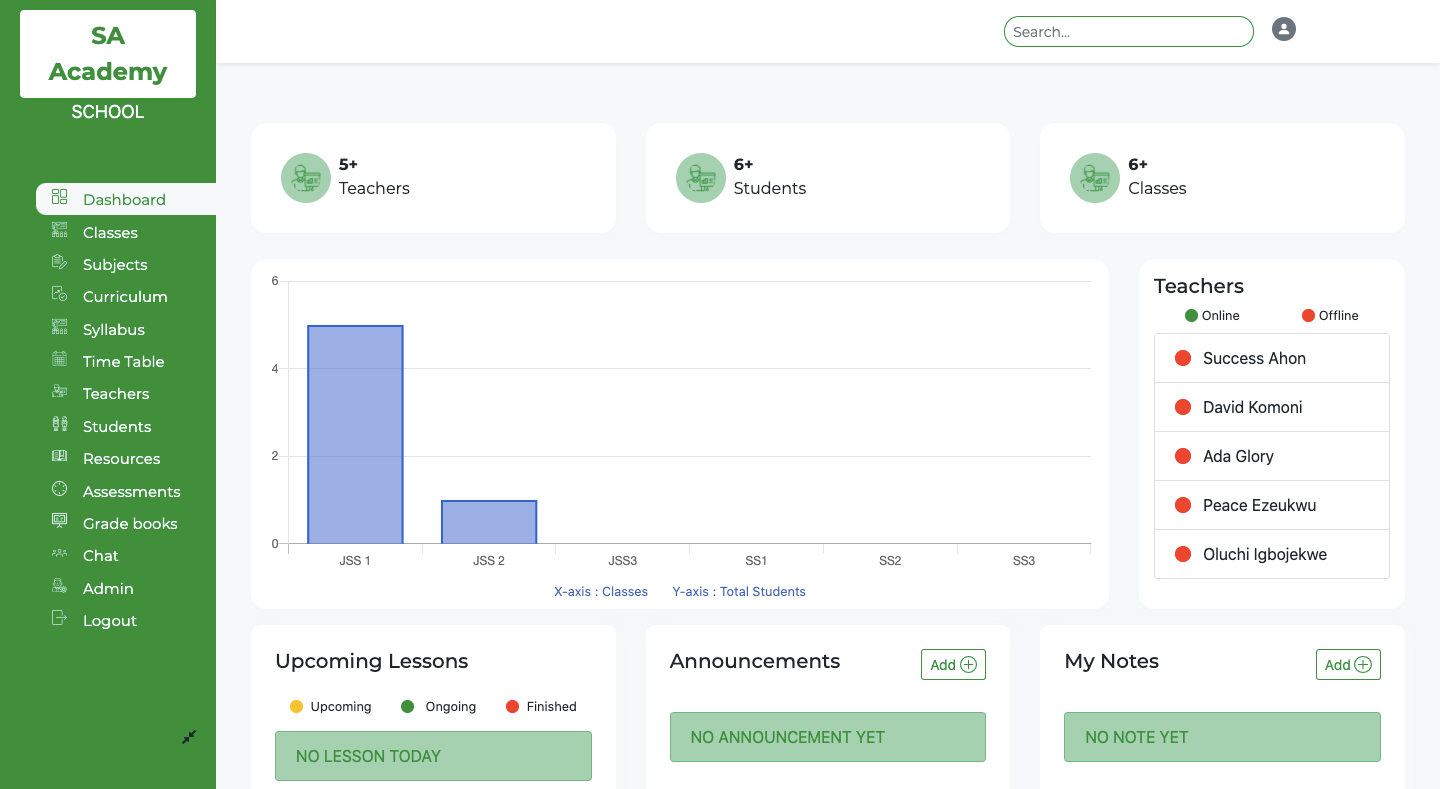 SA
Academy
SCHOOL
Dashboard
Classes
Subjects
Curriculum
Syllabus
Time Table
Teachers
Students
Resources
Assessments
Grade books
Chat
Admin
Logout
Search...
5+
Teachers
6+
Students
6+
Classes
6
4
2
0
JSS 1 JSS 2 JSS3 SS1 SS2 SS3
X-axis : Classes Y-axis : Total Students
Teachers
Online Offline
Success Ahon
David Komoni
Ada Glory
Peace Ezeukwu
Oluchi Igbojekwe
Upcoming Lessons
Upcoming Ongoing Finished
NO LESSON TODAY
Announcements
Add
NO ANNOUNCEMENT YET
My Notes
Add
NO NOTE YET